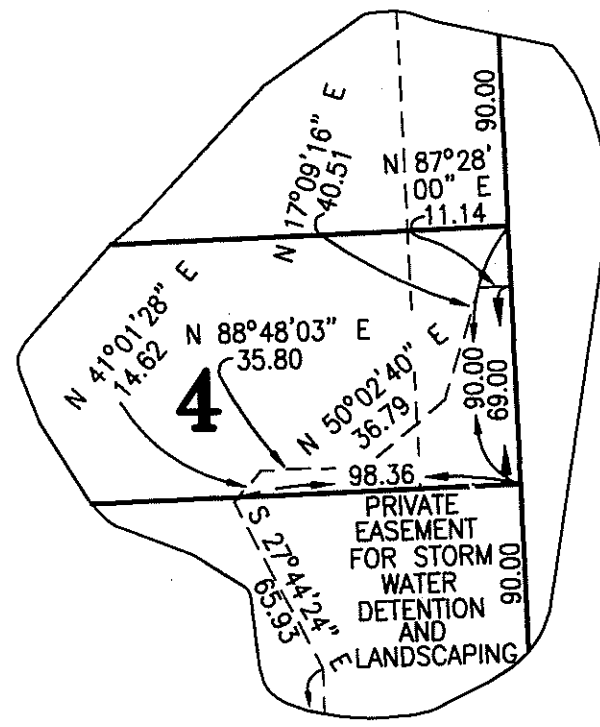 90.00
N 17°09'16" E
40.51
N 87°28'
00" E
11.14
N 41°01'28" E
14.62
N 88°48'03" E
35.80
4
N 50°02'40" E
36.79
90.00
69.00
98.36
S 27°44'24" E
65.93
PRIVATE
EASEMENT
FOR STORM
WATER
DETENTION
AND
LANDSCAPING
90.00